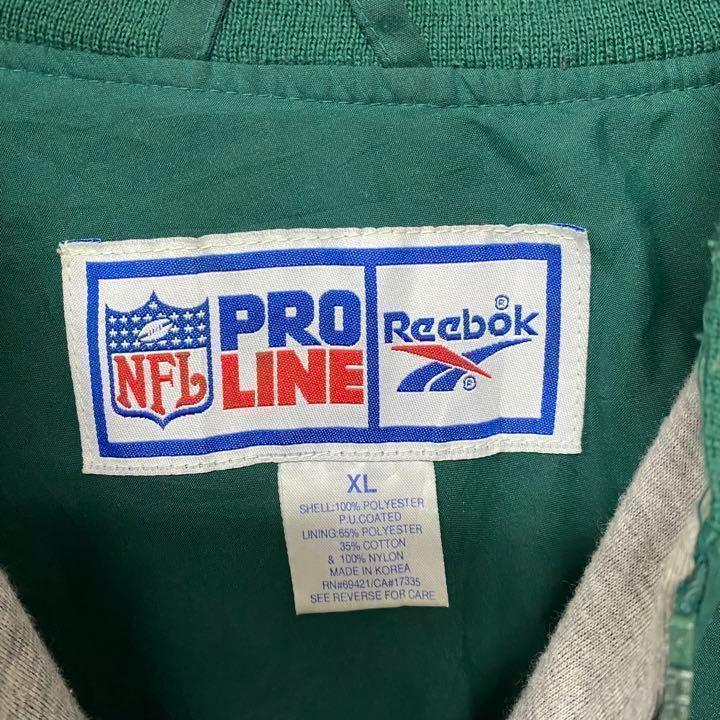 NFL
PRO
LINE
Reebok®
®
XL
SHELL:100% POLYESTER
P.U.COATED
LINING:65% POLYESTER
35% COTTON
& 100% NYLON
MADE IN KOREA
RN#69421/CA#17335
SEE REVERSE FOR CARE